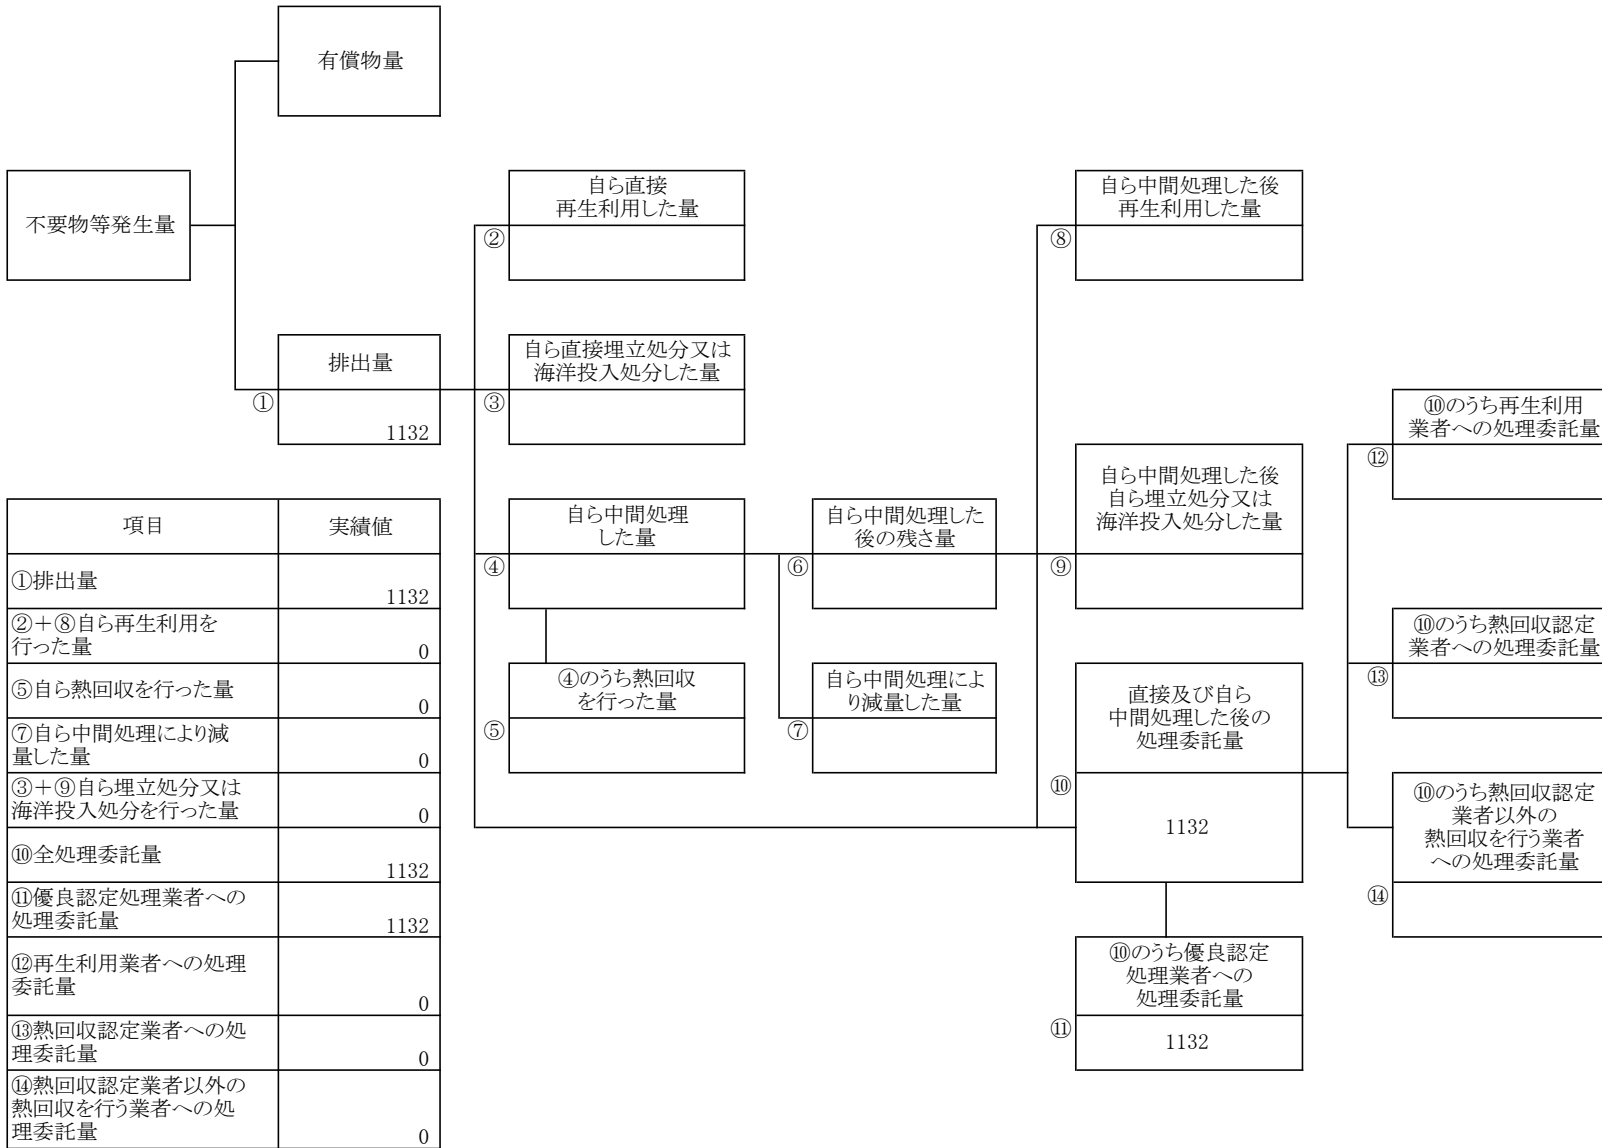 有償物量
不要物等発生量
自ら直接
再生利用した量
②
自ら中間処理した後
再生利用した量
⑧
排出量
①
1132
自ら直接埋立処分又は
海洋投入処分した量
③
⑩のうち再生利用
業者への処理委託量
⑫
自ら中間処理
した量
④
自ら中間処理した
後の残さ量
⑥
自ら中間処理した後
自ら埋立処分又は
海洋投入処分した量
⑨
⑩のうち熱回収認定
業者への処理委託量
⑬
④のうち熱回収
を行った量
⑤
自ら中間処理によ
り減量した量
⑦
直接及び自ら
中間処理した後の
処理委託量
⑩
1132
⑩のうち熱回収認定
業者以外の
熱回収を行う業者
への処理委託量
⑭
⑩のうち優良認定
処理業者への
処理委託量
⑪
1132
項目 実績値
①排出量
1132
②＋⑧自ら再生利用を
行った量
0
⑤自ら熱回収を行った量
0
⑦自ら中間処理により減
量した量
0
③＋⑨自ら埋立処分又は
海洋投入処分を行った量
0
⑩全処理委託量
1132
⑪優良認定処理業者への
処理委託量
1132
⑫再生利用業者への処理
委託量
0
⑬熱回収認定業者への処
理委託量
0
⑭熱回収認定業者以外の
熱回収を行う業者への処
理委託量
0